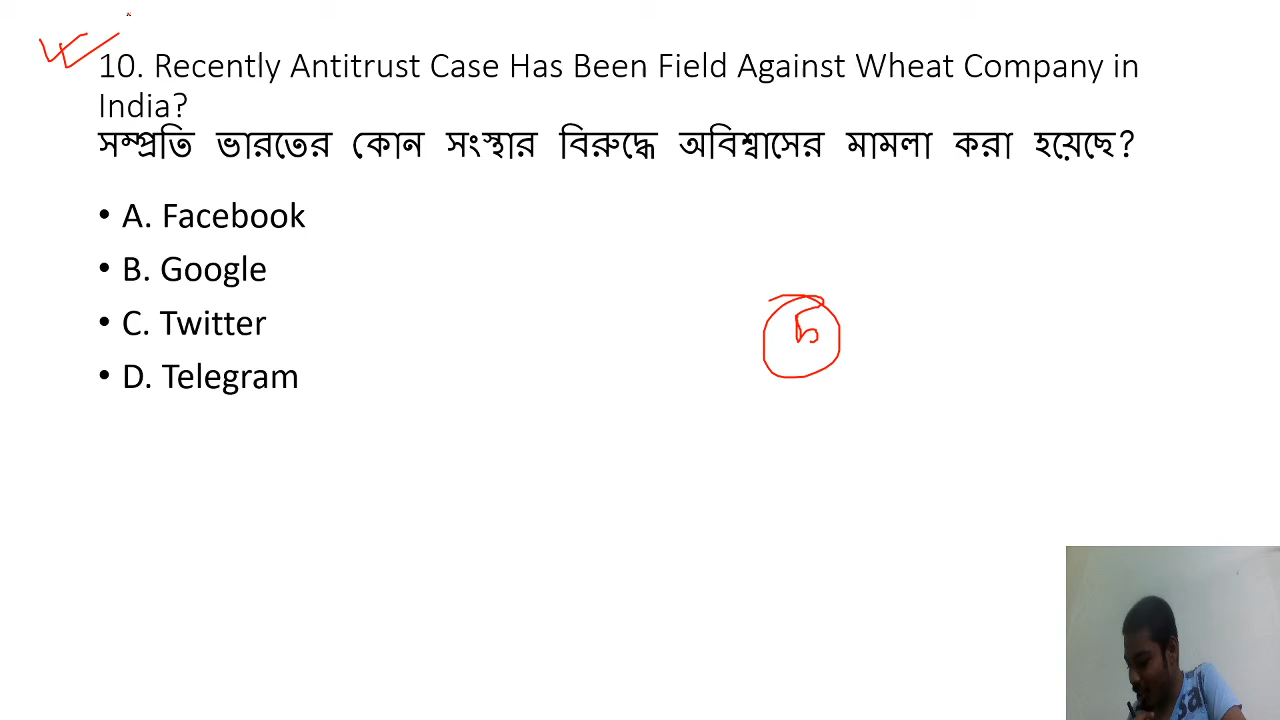 10. Recently Antitrust Case Has Been Field Against Wheat Company in
India?
সম্প্রতি ভারতের কোন সংস্থার বিরুদ্ধে অবিশ্বাসের মামলা করা হয়েছে?
• A. Facebook
• B. Google
• C. Twitter
• D. Telegram